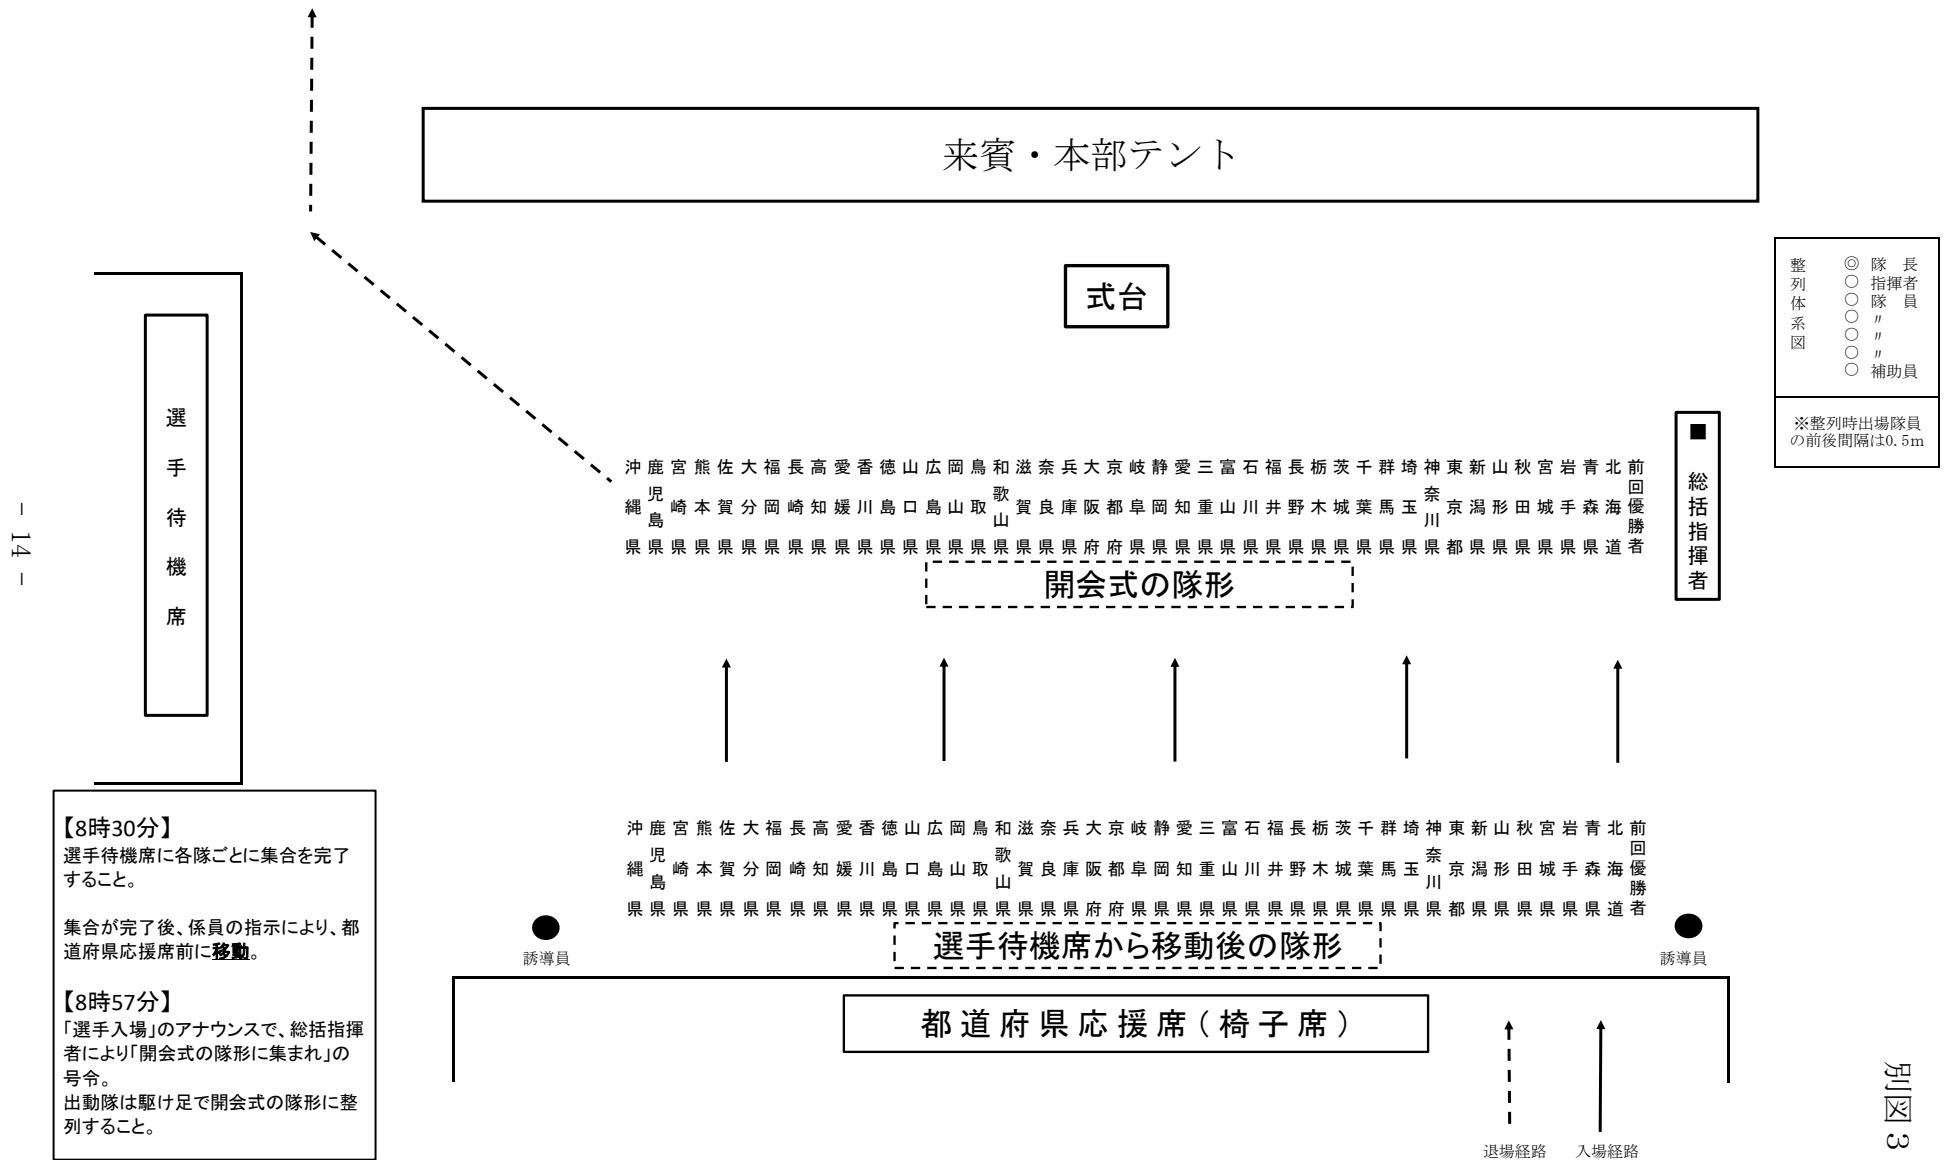 来賓・本部テント
式台
整列体系図
◎ 隊　長
○ 指揮者
○ 隊　員
○ 〃
○ 〃
○ 〃
○ 補助員
※整列時出場隊員
の前後間隔は0.5m
選手待機席
■ 総括指揮者
沖縄県 鹿児島県 宮崎県 熊本県 佐賀県 大分県 福岡県 長崎県 高知県 愛媛県 香川県 徳島県 山口県 広島県 岡山県 鳥取県 和歌山県 滋賀県 奈良県 兵庫県 大阪府 京都府 岐阜県 静岡県 愛知県 三重県 富山県 石川県 福井県 長野県 栃木県 茨城県 千葉県 群馬県 埼玉県 神奈川県 東京都 新潟県 山形県 秋田県 宮城県 岩手県 青森県 北海道 前回優勝者
開会式の隊形
－ 14 －
沖縄県 鹿児島県 宮崎県 熊本県 佐賀県 大分県 福岡県 長崎県 高知県 愛媛県 香川県 徳島県 山口県 広島県 岡山県 鳥取県 和歌山県 滋賀県 奈良県 兵庫県 大阪府 京都府 岐阜県 静岡県 愛知県 三重県 富山県 石川県 福井県 長野県 栃木県 茨城県 千葉県 群馬県 埼玉県 神奈川県 東京都 新潟県 山形県 秋田県 宮城県 岩手県 青森県 北海道 前回優勝者
誘導員
選手待機席から移動後の隊形
誘導員
都道府県応援席（椅子席）
【8時30分】
選手待機席に各隊ごとに集合を完了
すること。
集合が完了後、係員の指示により、都
道府県応援席前に移動。
【8時57分】
「選手入場」のアナウンスで、総括指揮
者により「開会式の隊形に集まれ」の
号令。
出動隊は駆け足で開会式の隊形に整
列すること。
退場経路
入場経路
別図３